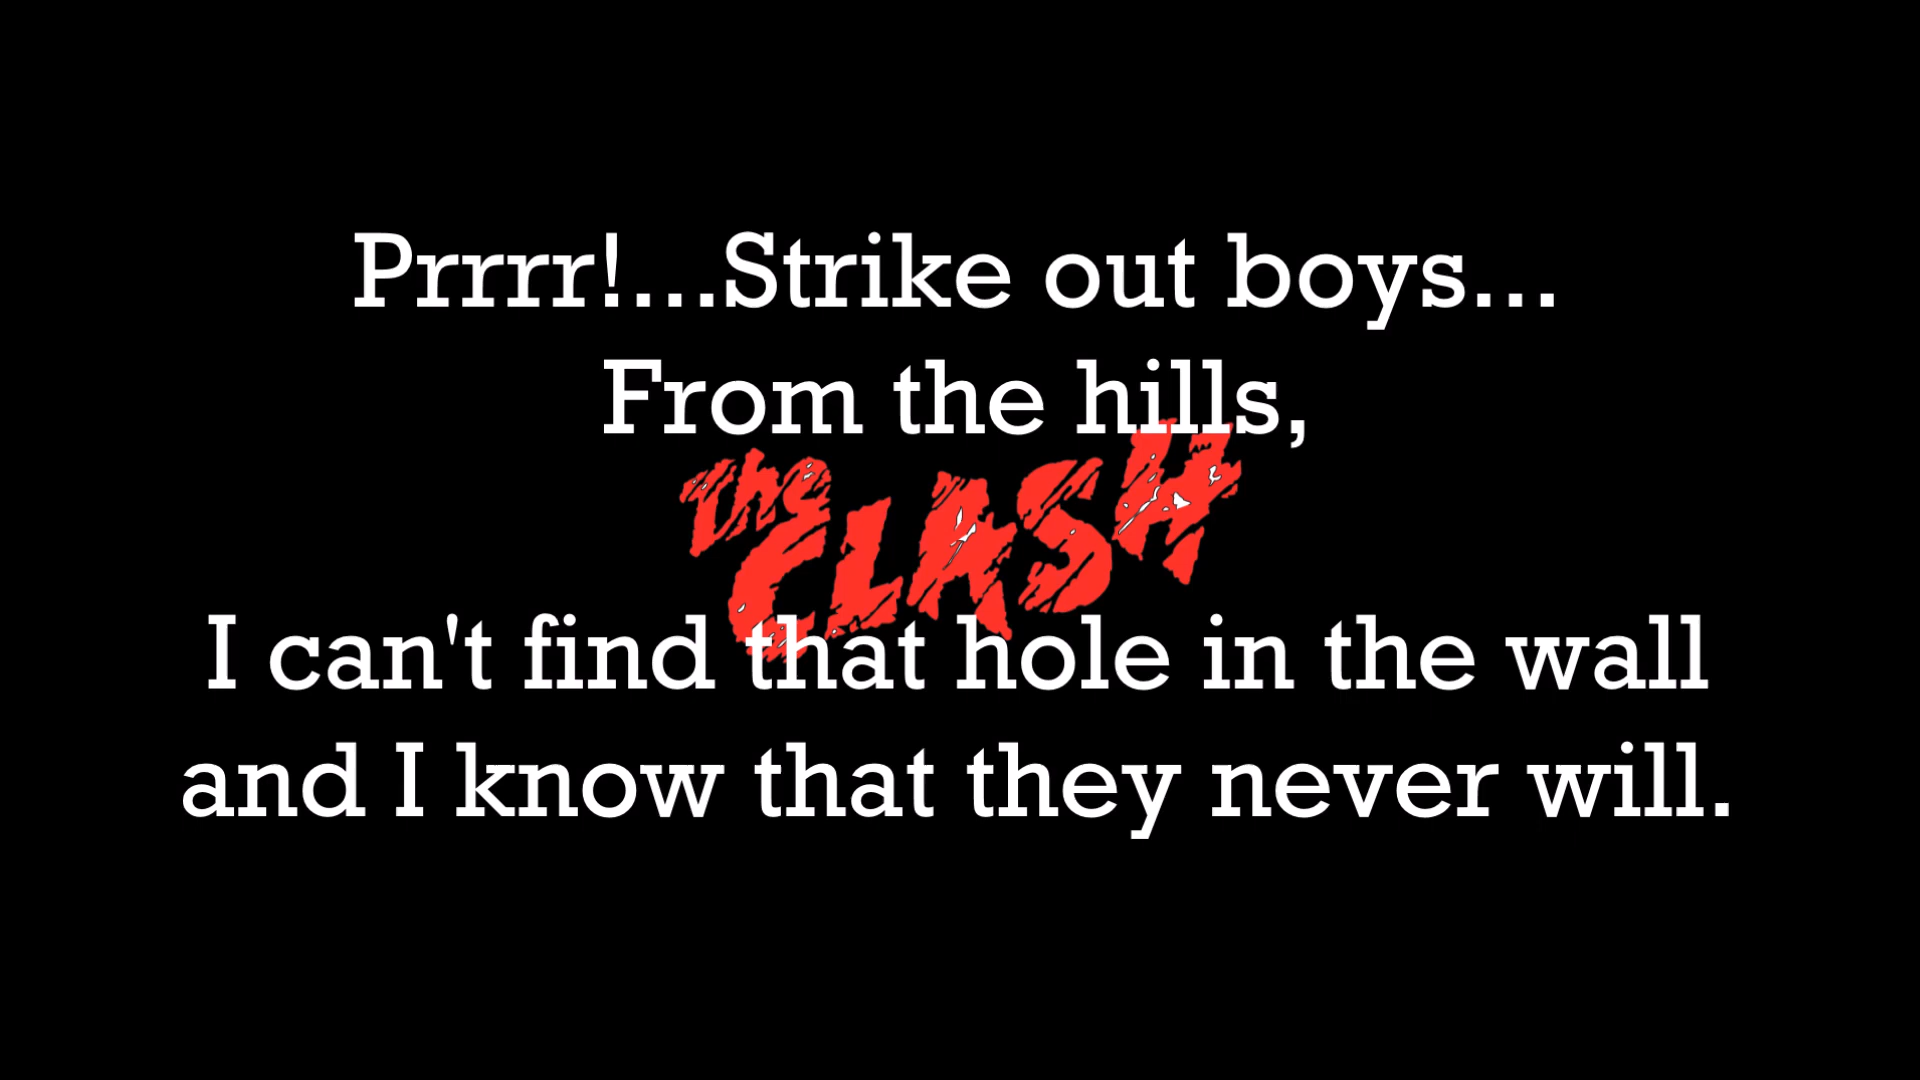 Prrrr!...Strike out boys...
From the hills,
the CLASH
I can't find that hole in the wall
and I know that they never will.